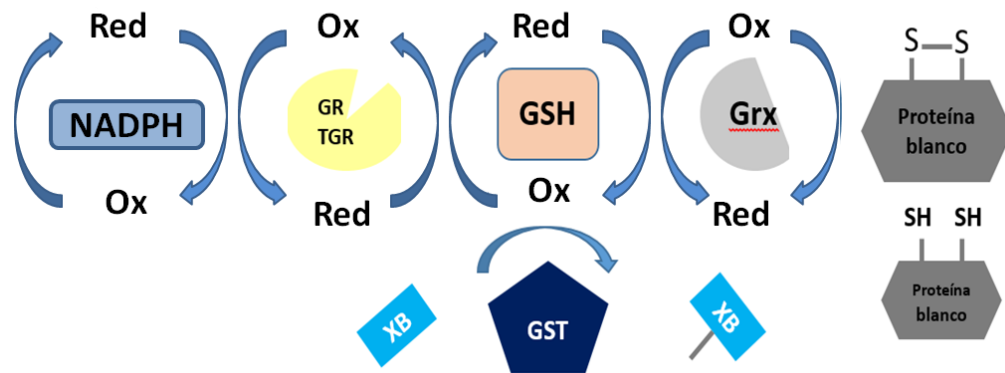 Red
Ox
Red
Ox
S S
NADPH
GR
TGR
GSH
Grx
Proteína
blanco
Ox
Red
Ox
Red
SH SH
XB
GST
XB
Proteína
blanco